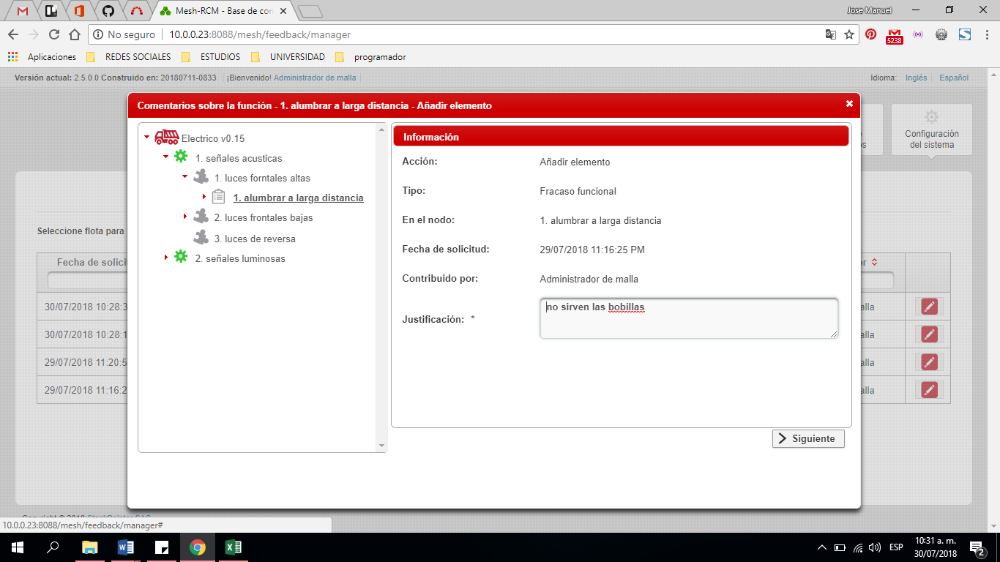 Mesh-RCM - Base de con
Jose Manuel
No seguro
10.0.0.23:8088/mesh/feedback/manager
5238
Aplicaciones
REDES SOCIALES
ESTUDIOS
UNIVERSIDAD
programador
Versión actual: 2.5.0.0 Construido en: 20180711-0833
¡Bienvenido! Administrador de malla
Idioma: Inglés Español
Comentarios sobre la función - 1. alumbrar a larga distancia - Añadir elemento
Configuración
del sistema
Electrico v0.15
1. señales acusticas
1. luces forntales altas
1. alumbrar a larga distancia
2. luces frontales bajas
3. luces de reversa
2. señales luminosas
Información
Acción: Añadir elemento
Tipo: Fracaso funcional
En el nodo: 1. alumbrar a larga distancia
Fecha de solicitud: 29/07/2018 11:16:25 PM
Contribuido por: Administrador de malla
Justificación: * no sirven las bobillas
Siguiente
Seleccione flota para
Fecha de solicit
or
30/07/2018 10:28:3
alla
30/07/2018 10:28:1
alla
29/07/2018 11:20:5
alla
29/07/2018 11:16:2
alla
10.0.0.23:8088/mesh/feedback/manager#
ESP
10:31 a. m.
30/07/2018
2